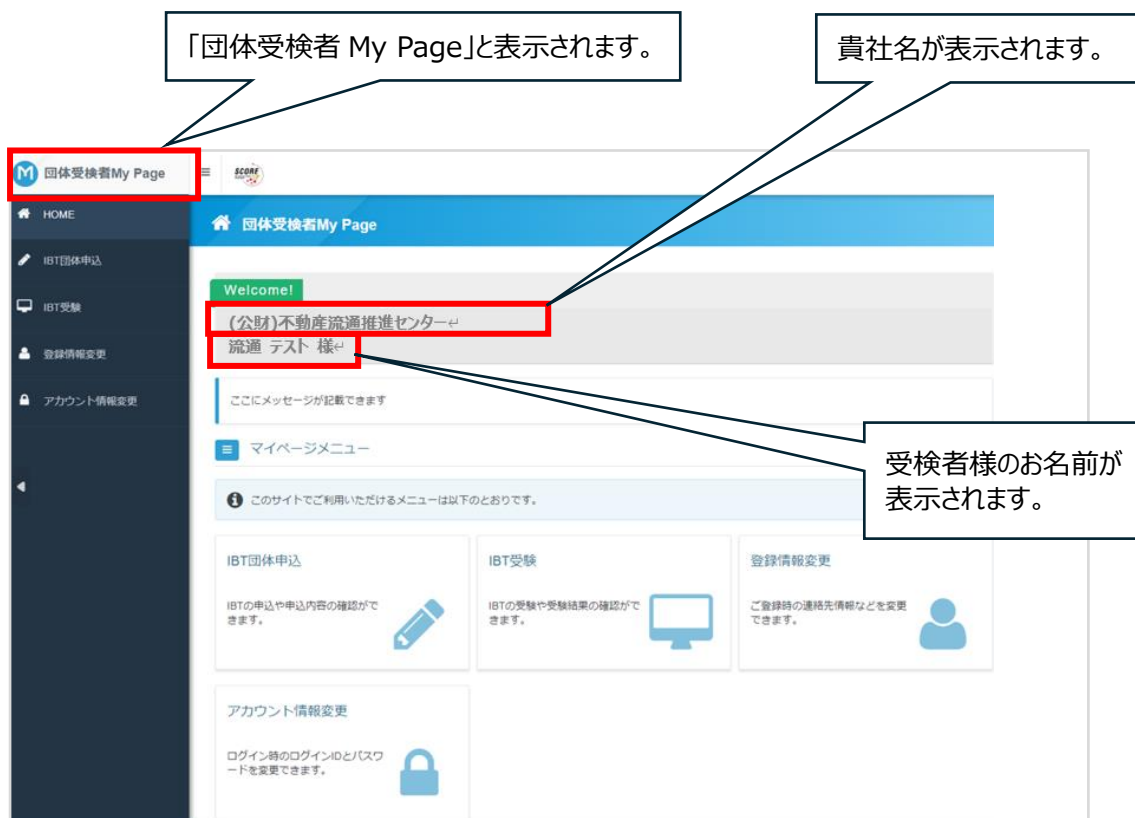 「団体受検者 My Page」と表示されます。
貴社名が表示されます。
団体受検者My Page
SCORE
HOME
団体受検者My Page
IBT団体申込
IBT受験
登録情報変更
アカウント情報変更
Welcome!
(公財)不動産流通推進センター↵
流通 テスト 様↵
ここにメッセージが記載できます
マイページメニュー
受検者様のお名前が
表示されます。
このサイトでご利用いただけるメニューは以下のとおりです。
IBT団体申込
IBTの申込や申込内容の確認がで
きます。
IBT受験
IBTの受験や受験結果の確認がで
きます。
登録情報変更
ご登録時の連絡先情報などを変更
できます。
アカウント情報変更
ログイン時のログインIDとパスワ
ードを変更できます。